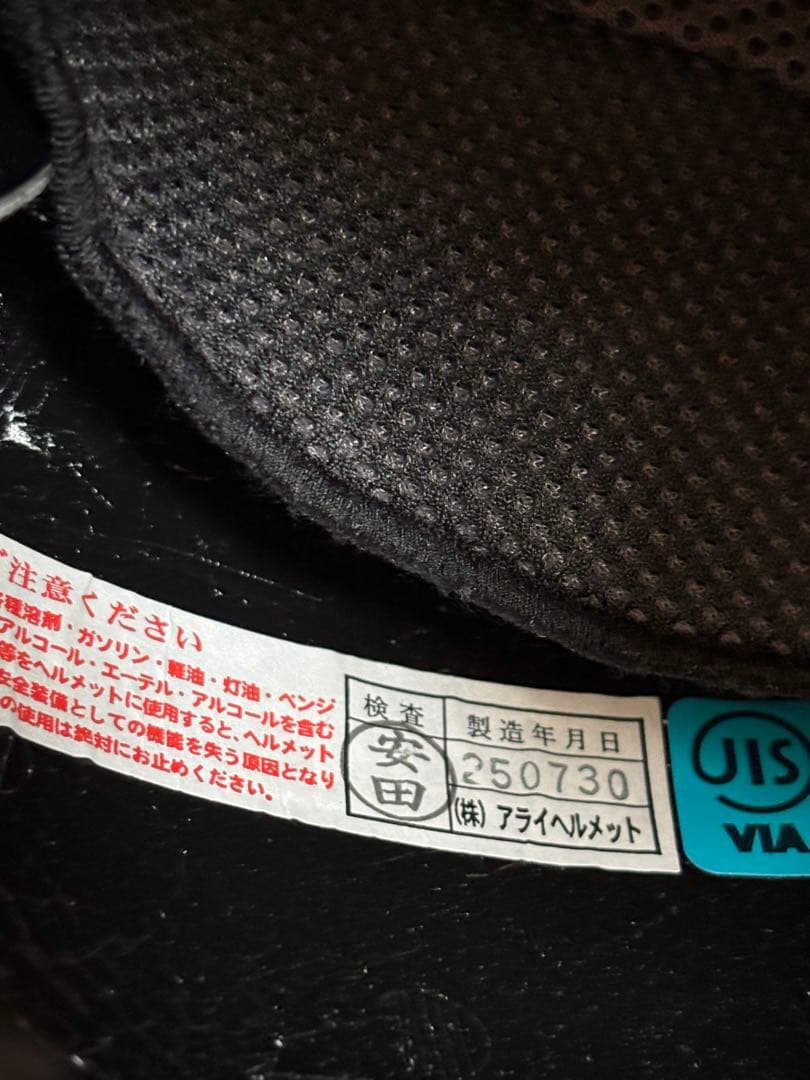 ご注意ください
種溶剤・ガソリン・軽油・灯油・ベンジ
アルコール・エーテル・アルコールを含む
等をヘルメットに使用すると、ヘルメット
安全装備としての機能を失う原因となり
の使用は絶対にお止めください。
検査
安田
製造年月日
250730
(株)アライヘルメット
JIS
VIA